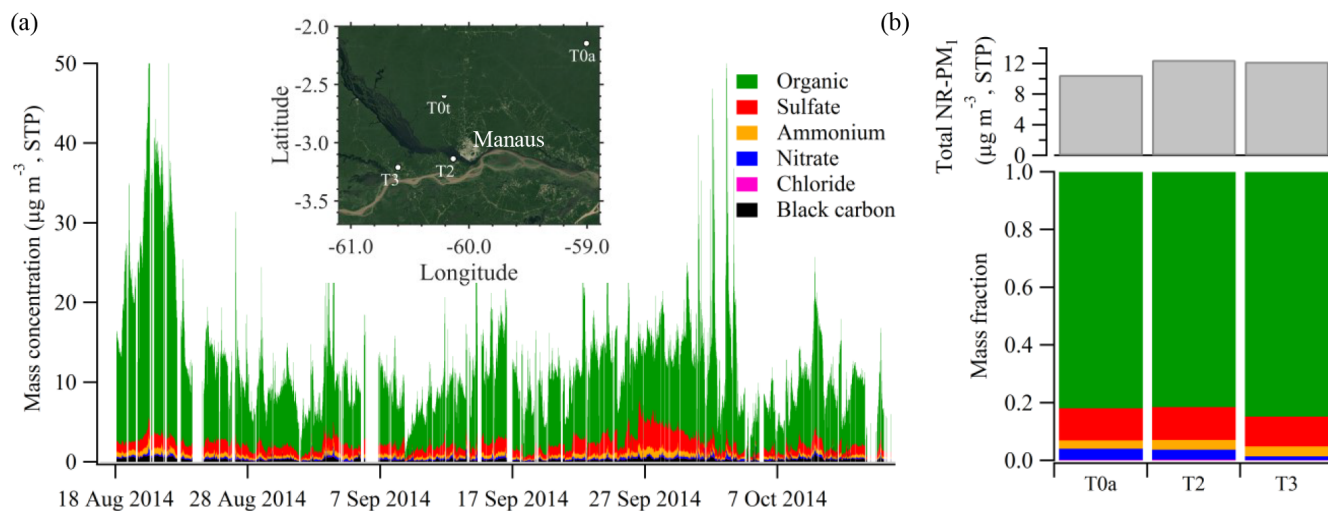 (a)
Mass concentration (µg m⁻³, STP)
50
40
30
20
10
0
18 Aug 2014
28 Aug 2014
7 Sep 2014
17 Sep 2014
27 Sep 2014
7 Oct 2014
Latitude
-2.0
-2.5
-3.0
-3.5
-61.0
-60.0
-59.0
Longitude
T0a
T0t
Manaus
T2
T3
Organic
Sulfate
Ammonium
Nitrate
Chloride
Black carbon
(b)
Total NR-PM₁
(µg m⁻³, STP)
12
8
4
0
Mass fraction
1.0
0.8
0.6
0.4
0.2
0.0
T0a
T2
T3